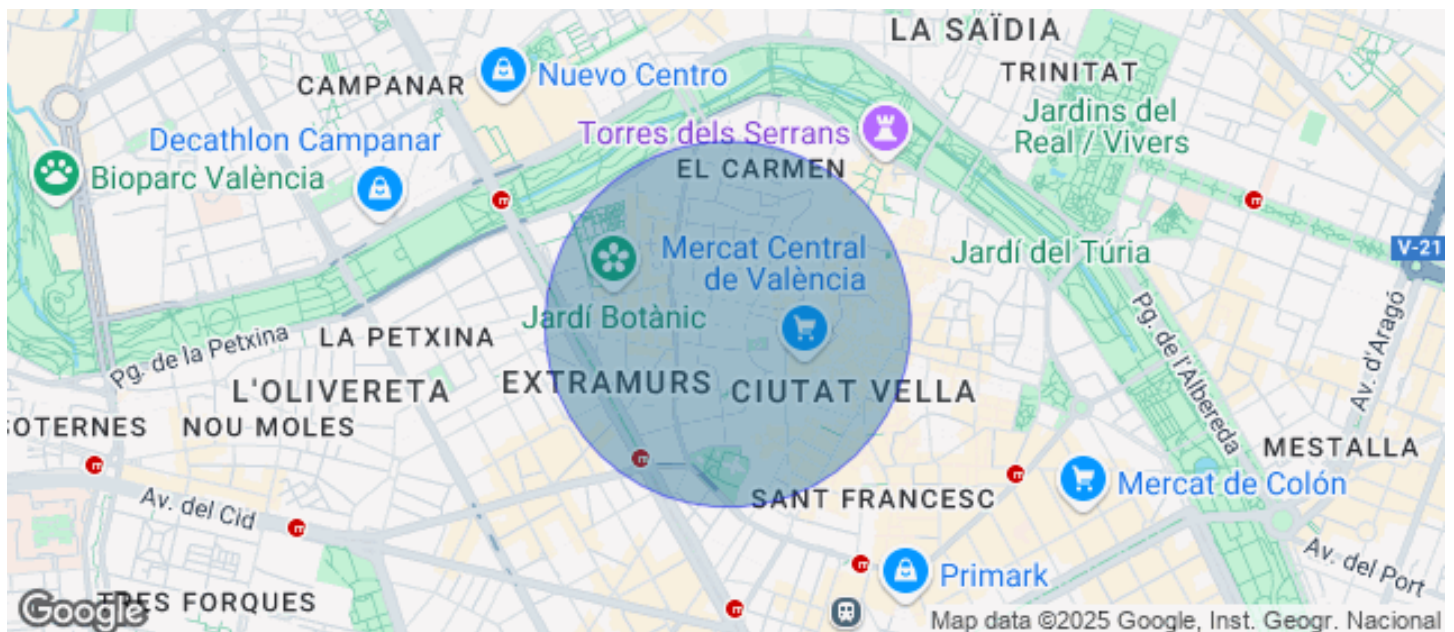 LA SAÏDIA
TRINITAT
CAMPANAR
Nuevo Centro
Jardins del
Real / Vivers
Torres dels Serrans
Decathlon Campanar
EL CARMEN
Bioparc València
Mercat Central
de València
Jardí del Túria
V-21
Jardí Botànic
Pg. de la Petxina
LA PETXINA
Pg. de l'Albereda
Av. d'Aragó
L'OLIVERETA
EXTRAMURS
CIUTAT VELLA
SOTERNES
NOU MOLES
MESTALLA
Mercat de Colón
SANT FRANCESC
Av. del Cid
Av. del Port
Primark
TRES FORQUES
Google
Map data ©2025 Google, Inst. Geogr. Nacional